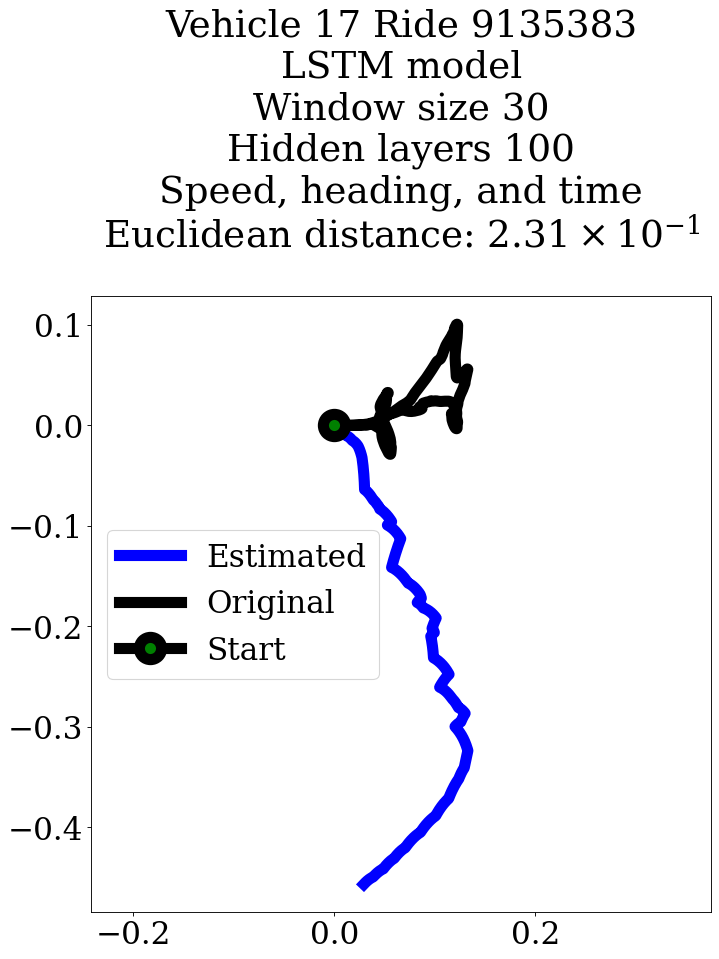 Vehicle 17 Ride 9135383
LSTM model
Window size 30
Hidden layers 100
Speed, heading, and time
Euclidean distance: 2.31 × 10⁻¹
0.1
0.0
−0.1
−0.2
−0.3
−0.4
Estimated
Original
Start
−0.2
0.0
0.2